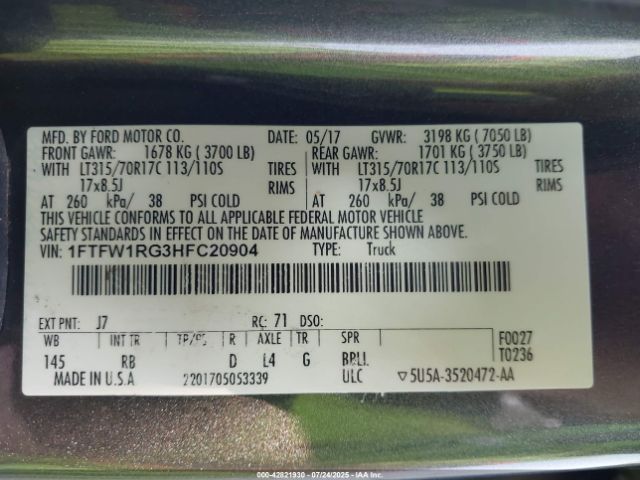 MFD. BY FORD MOTOR CO. DATE: 05/17 GVWR: 3198 KG ( 7050 LB)
FRONT GAWR: 1678 KG ( 3700 LB) REAR GAWR: 1701 KG ( 3750 LB)
WITH LT315/70R17C 113/110S TIRES WITH LT315/70R17C 113/110S TIRES
17x8.5J RIMS 17x8.5J RIMS
AT 260 kPa/ 38 PSI COLD AT 260 kPa/ 38 PSI COLD
THIS VEHICLE CONFORMS TO ALL APPLICABLE FEDERAL MOTOR VEHICLE
SAFETY STANDARDS IN EFFECT ON THE DATE OF MANUFACTURE SHOWN ABOVE.
VIN: 1FTFW1RG3HFC20904 TYPE: Truck
EXT PNT: J7 RC: 71 DSO:
WB INT TR TP/PS R AXLE TR SPR F0027
145 RB D L4 G BRLL T0236
MADE IN U.S.A 2201705053339 ULC ▽5U5A-3520472-AA
000-42821930 - 07/24/2025 - IAA Inc.